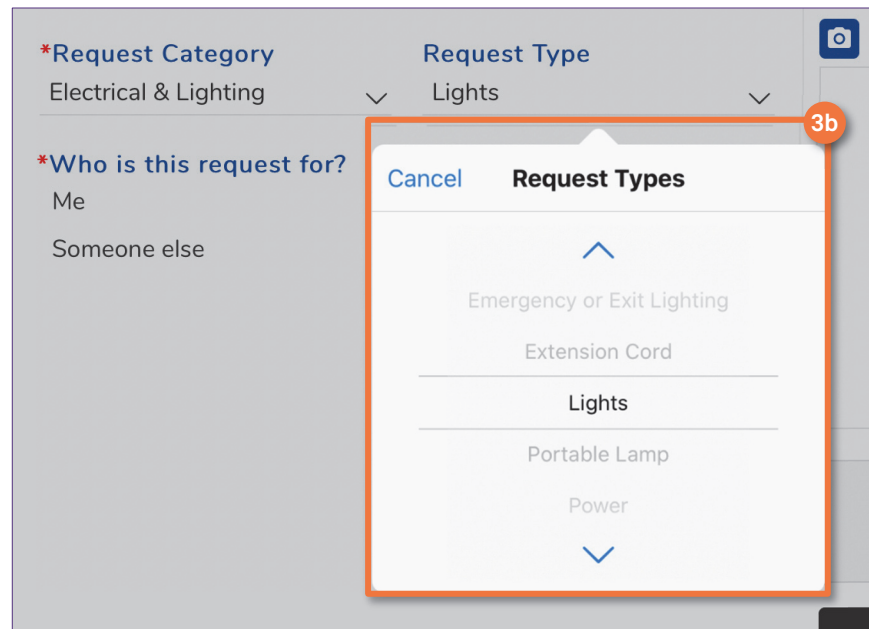 *Request Category
Request Type
Electrical & Lighting
Lights
3b
*Who is this request for?
Me
Someone else
Cancel
Request Types
Emergency or Exit Lighting
Extension Cord
Lights
Portable Lamp
Power